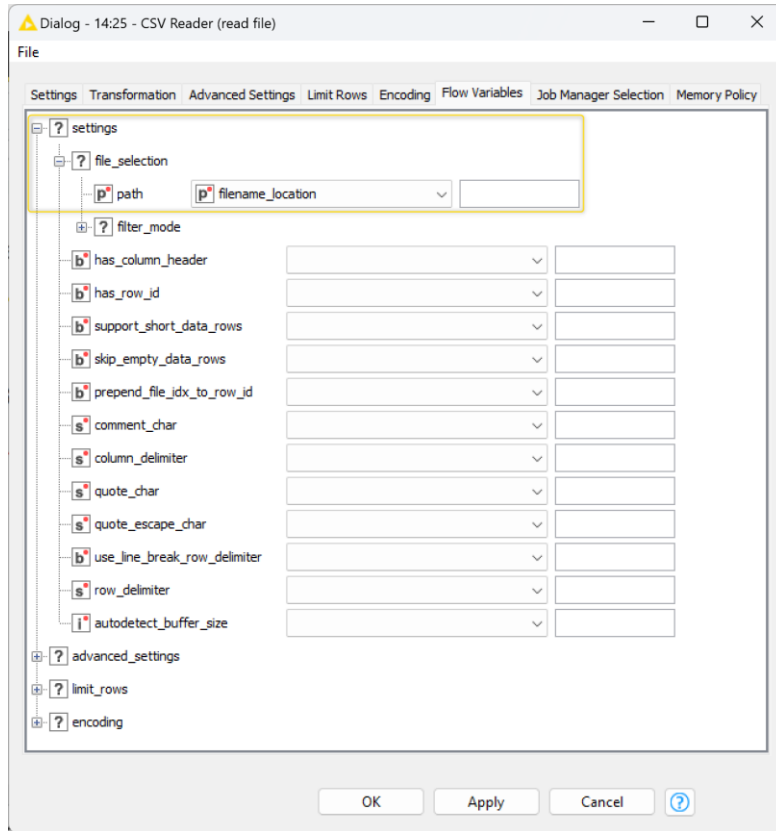 Dialog - 14:25 - CSV Reader (read file)
File
Settings Transformation Advanced Settings Limit Rows Encoding Flow Variables Job Manager Selection Memory Policy
? settings
? file_selection
p path p filename_location
? filter_mode
b has_column_header
b has_row_id
b support_short_data_rows
b skip_empty_data_rows
b prepend_file_idx_to_row_id
s comment_char
s column_delimiter
s quote_char
s quote_escape_char
b use_line_break_row_delimiter
s row_delimiter
i autodetect_buffer_size
? advanced_settings
? limit_rows
? encoding
OK Apply Cancel ?